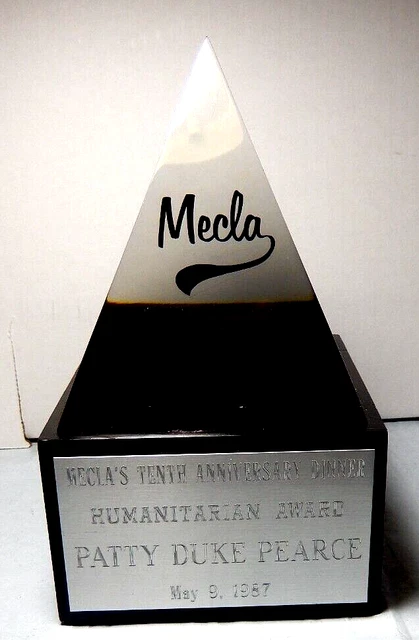 Mecla
MECLA'S TENTH ANNIVERSARY DINNER
HUMANITARIAN AWARD
PATTY DUKE PEARCE
May 9, 1987